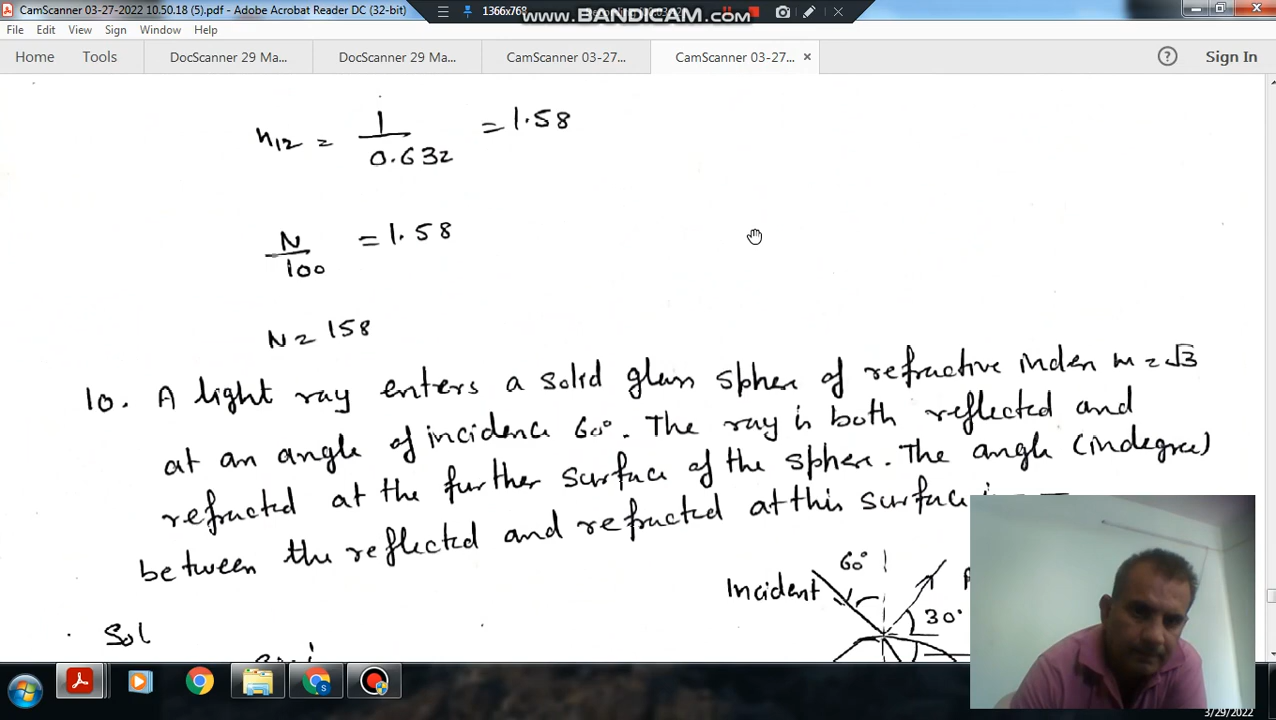 CamScanner 03-27-2022 10.50.18 (5).pdf - Adobe Acrobat Reader DC (32-bit)
1366x768
www.BANDICAM.com
File Edit View Sign Window Help
Home Tools DocScanner 29 Ma... DocScanner 29 Ma... CamScanner 03-27... CamScanner 03-27... × ? Sign In
n12 = 1/0.632 = 1.58
N/100 = 1.58
N = 158
10. A light ray enters a solid glass sphere of refractive index m = √3
at an angle of incidence 60°. The ray is both reflected and
refracted at the further surface of the sphere. The angle (indegree)
between the reflected and refracted at this surface is
Incident 60°
30°
Sol
3/29/2022